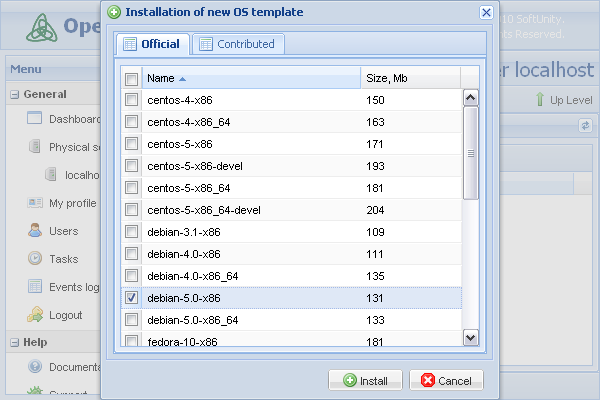 Installation of new OS template
Ope
10 SoftUnity.
Rights Reserved.
Official
Contributed
Menu
er localhost
Name
Size, Mb
General
centos-4-x86 150
Up Level
Dashboard
centos-4-x86_64 163
Physical se
centos-5-x86 171
centos-5-x86-devel 193
localho
centos-5-x86_64 181
My profile
centos-5-x86_64-devel 204
Users
debian-3.1-x86 109
debian-4.0-x86 111
Tasks
debian-4.0-x86_64 135
Events log
debian-5.0-x86 131
Logout
debian-5.0-x86_64 133
Help
fedora-10-x86 181
Documenta
Install
Cancel
Support